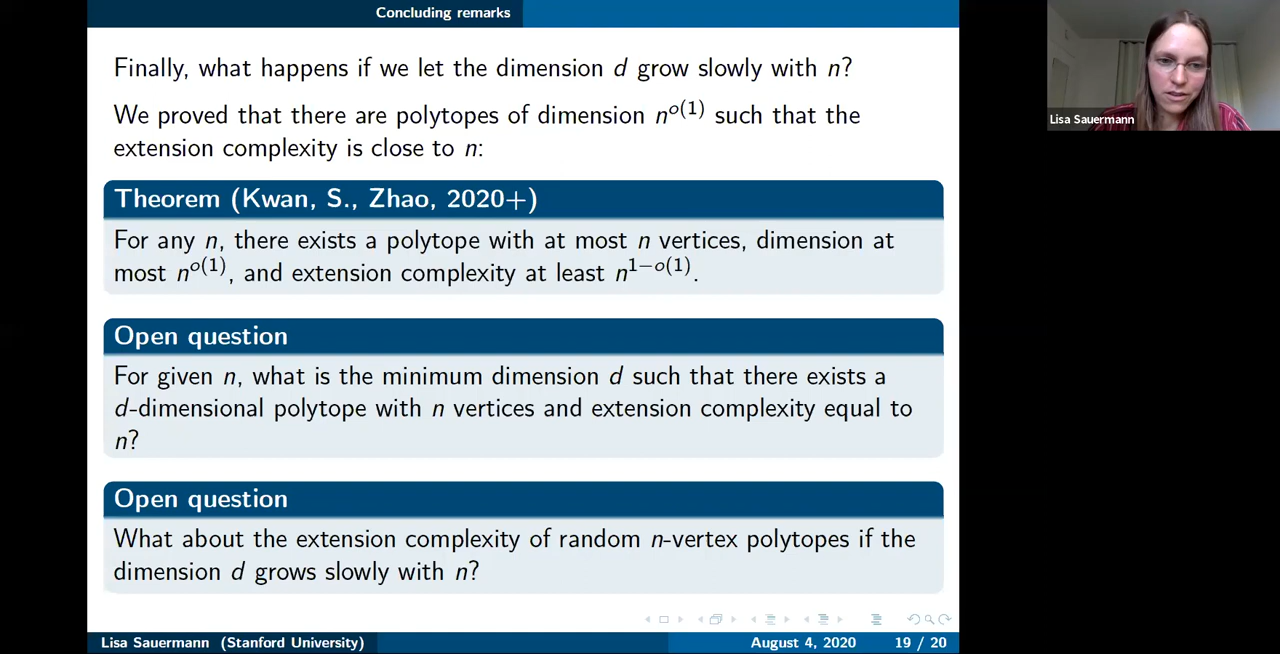 Concluding remarks
Finally, what happens if we let the dimension d grow slowly with n?
We proved that there are polytopes of dimension n^{o(1)} such that the
extension complexity is close to n:
Theorem (Kwan, S., Zhao, 2020+)
For any n, there exists a polytope with at most n vertices, dimension at
most n^{o(1)}, and extension complexity at least n^{1−o(1)}.
Open question
For given n, what is the minimum dimension d such that there exists a
d-dimensional polytope with n vertices and extension complexity equal to
n?
Open question
What about the extension complexity of random n-vertex polytopes if the
dimension d grows slowly with n?
Lisa Sauermann (Stanford University)
August 4, 2020
19 / 20
Lisa Sauermann